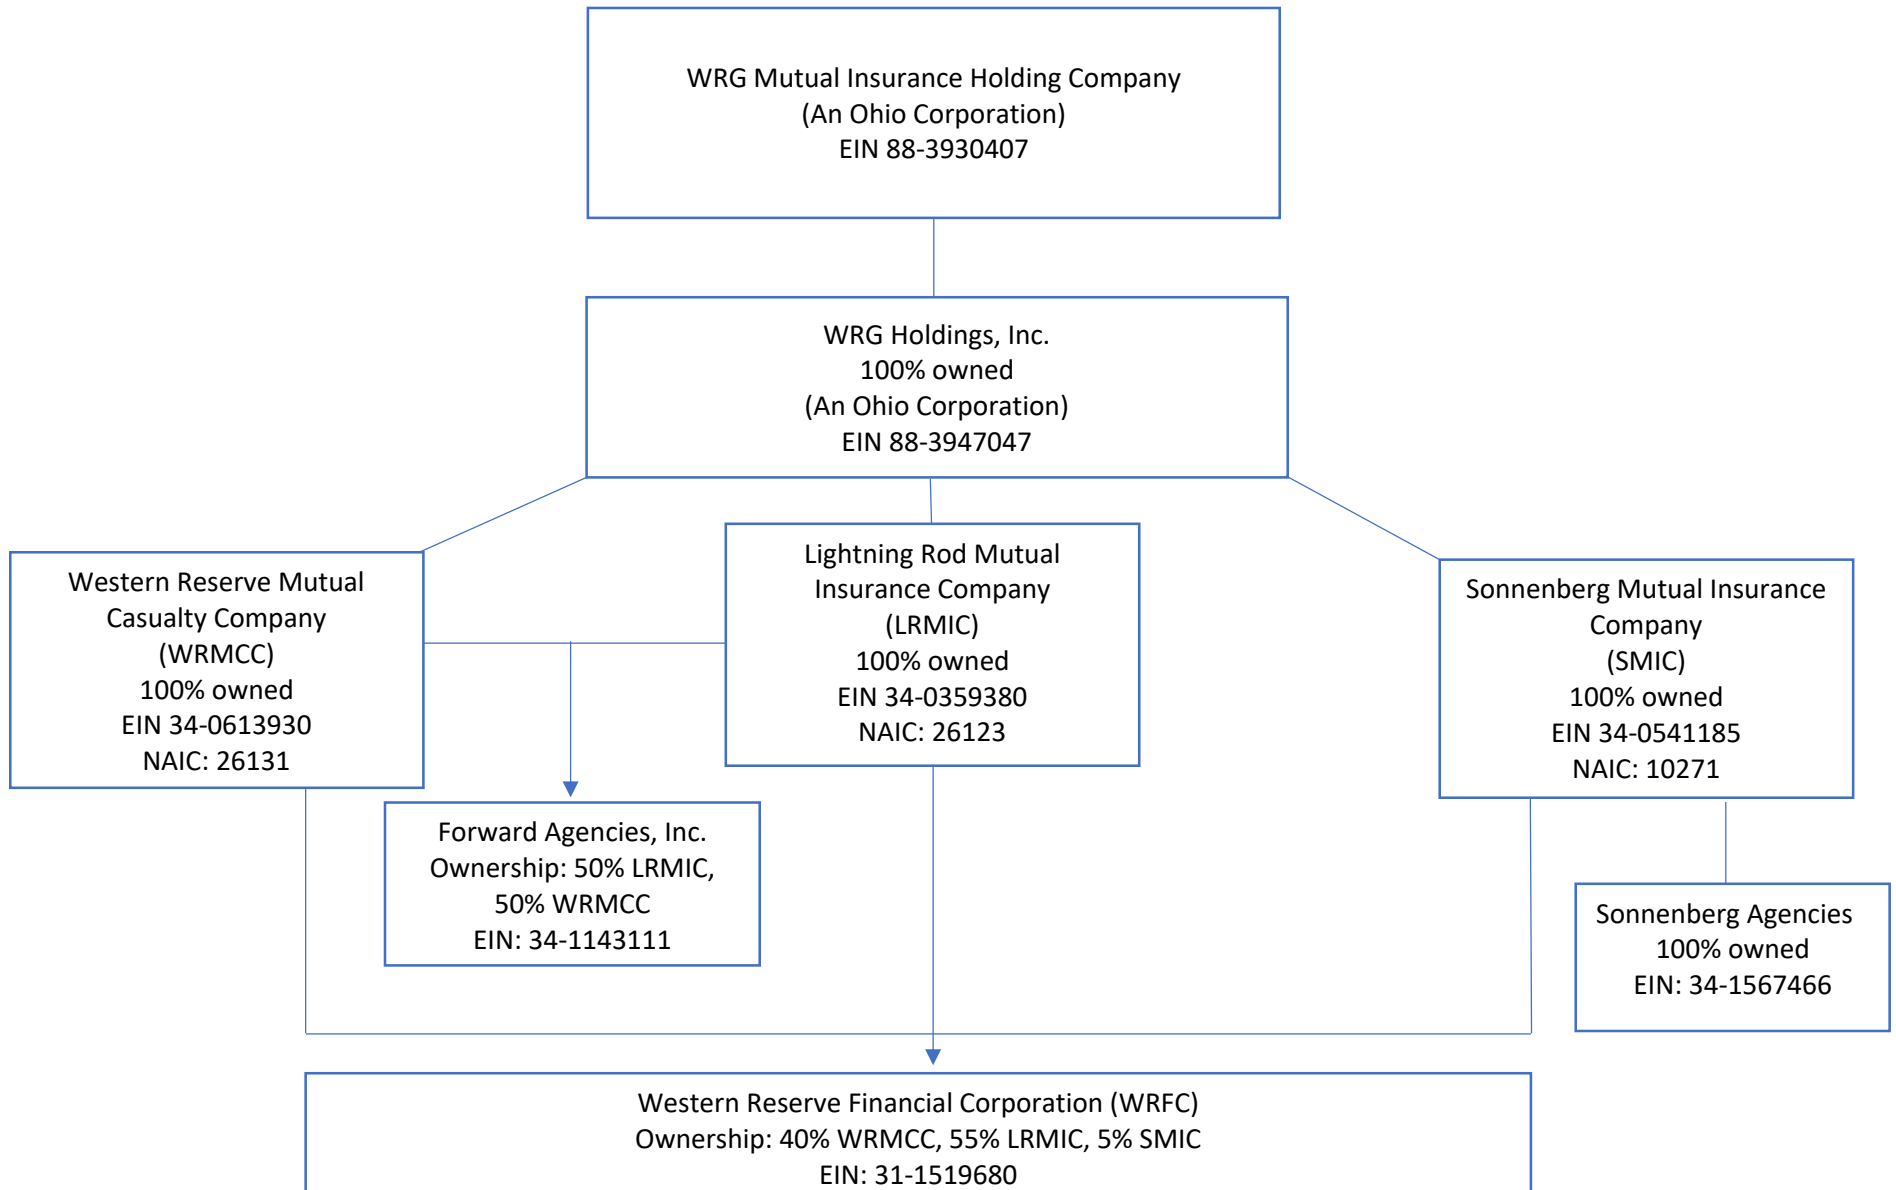 WRG Mutual Insurance Holding Company
(An Ohio Corporation)
EIN 88-3930407
WRG Holdings, Inc.
100% owned
(An Ohio Corporation)
EIN 88-3947047
Western Reserve Mutual
Casualty Company
(WRMCC)
100% owned
EIN 34-0613930
NAIC: 26131
Lightning Rod Mutual
Insurance Company
(LRMIC)
100% owned
EIN 34-0359380
NAIC: 26123
Sonnenberg Mutual Insurance
Company
(SMIC)
100% owned
EIN 34-0541185
NAIC: 10271
Forward Agencies, Inc.
Ownership: 50% LRMIC,
50% WRMCC
EIN: 34-1143111
Sonnenberg Agencies
100% owned
EIN: 34-1567466
Western Reserve Financial Corporation (WRFC)
Ownership: 40% WRMCC, 55% LRMIC, 5% SMIC
EIN: 31-1519680